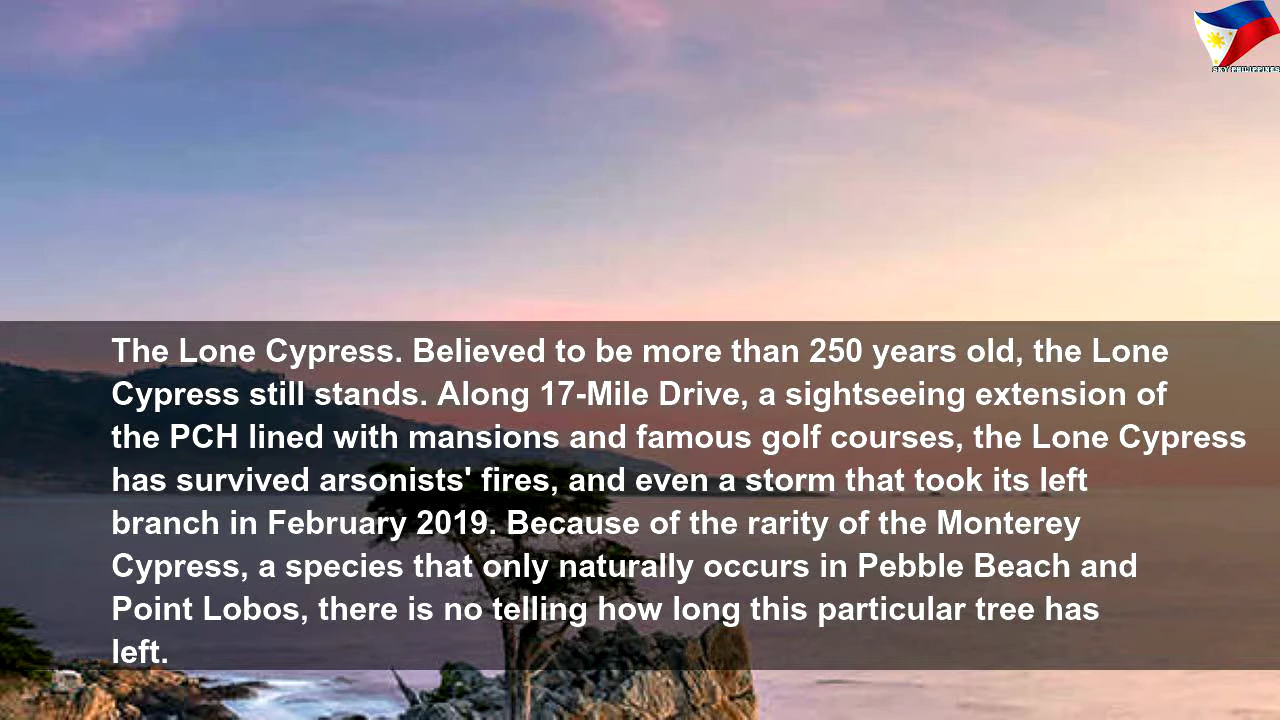 SKY PHILIPPINES
The Lone Cypress. Believed to be more than 250 years old, the Lone
Cypress still stands. Along 17-Mile Drive, a sightseeing extension of
the PCH lined with mansions and famous golf courses, the Lone Cypress
has survived arsonists' fires, and even a storm that took its left
branch in February 2019. Because of the rarity of the Monterey
Cypress, a species that only naturally occurs in Pebble Beach and
Point Lobos, there is no telling how long this particular tree has
left.